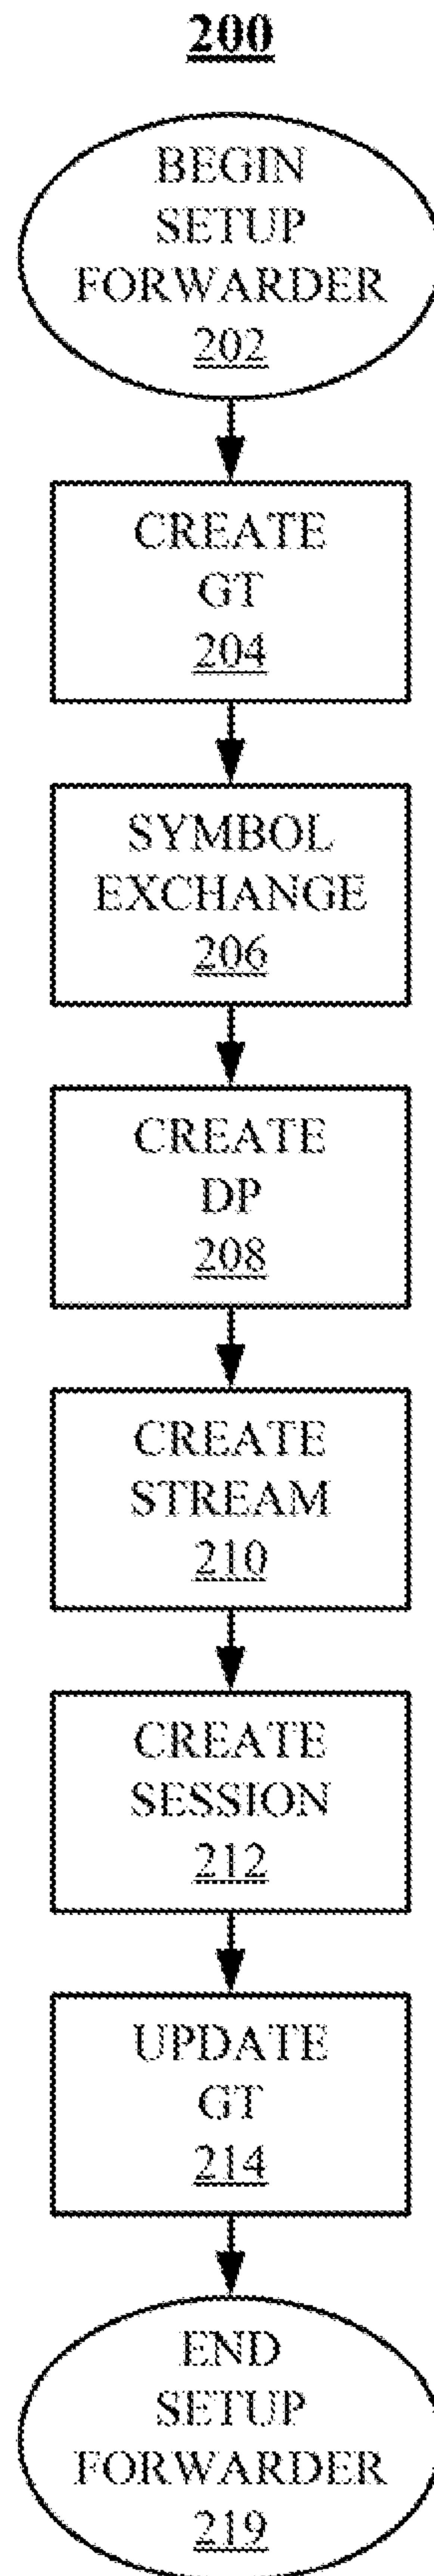 200
BEGIN
SETUP
FORWARDER
202
CREATE
GT
204
SYMBOL
EXCHANGE
206
CREATE
DP
208
CREATE
STREAM
210
CREATE
SESSION
212
UPDATE
GT
214
END
SETUP
FORWARDER
219